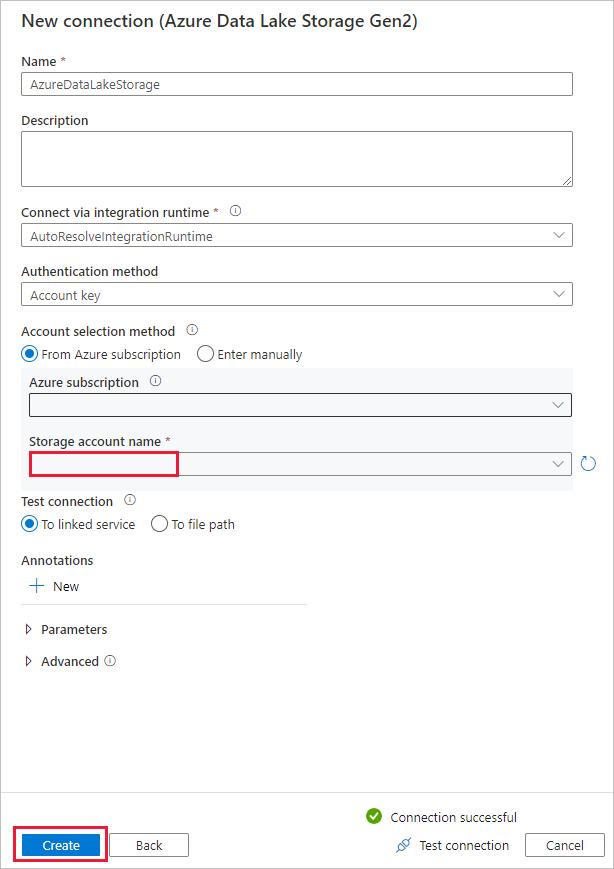 New connection (Azure Data Lake Storage Gen2)
Name *
AzureDataLakeStorage
Description
Connect via integration runtime *
AutoResolveIntegrationRuntime
Authentication method
Account key
Account selection method
From Azure subscription Enter manually
Azure subscription
Storage account name *
Test connection
To linked service To file path
Annotations
New
Parameters
Advanced
Connection successful
Create Back Test connection Cancel